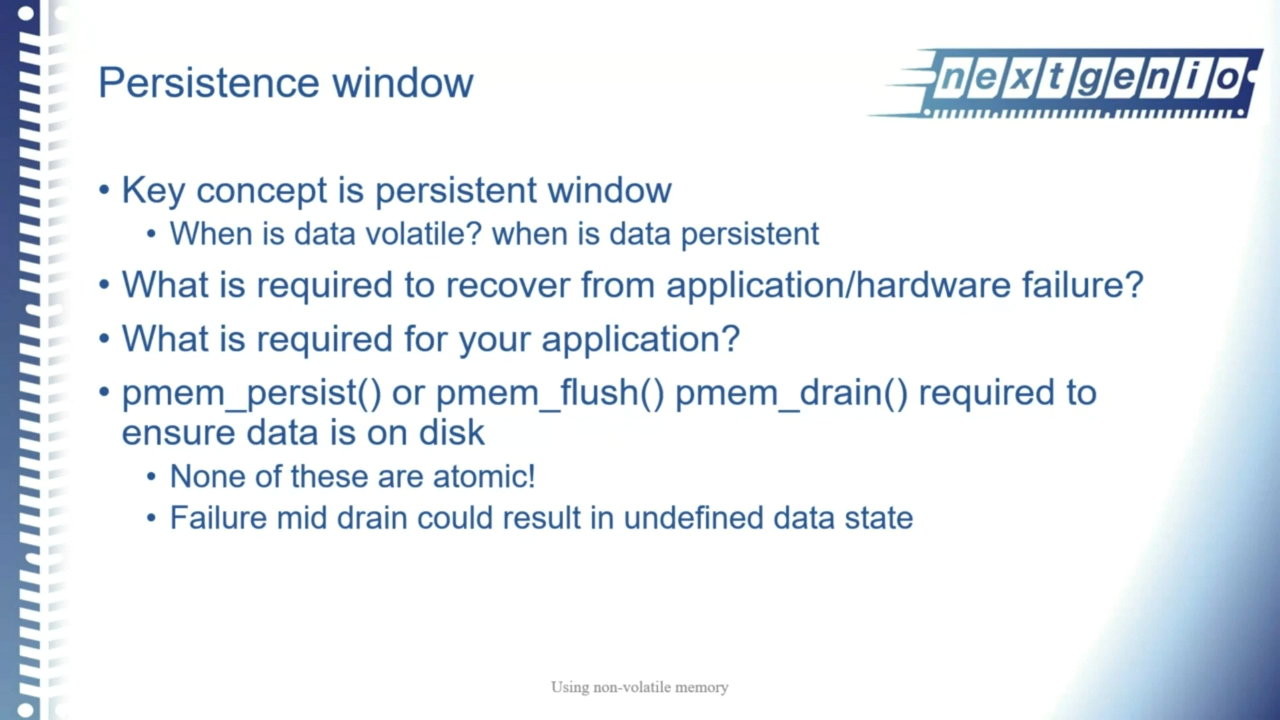 Persistence window
nextgenio
• Key concept is persistent window
• When is data volatile? when is data persistent
• What is required to recover from application/hardware failure?
• What is required for your application?
• pmem_persist() or pmem_flush() pmem_drain() required to
ensure data is on disk
• None of these are atomic!
• Failure mid drain could result in undefined data state
Using non-volatile memory